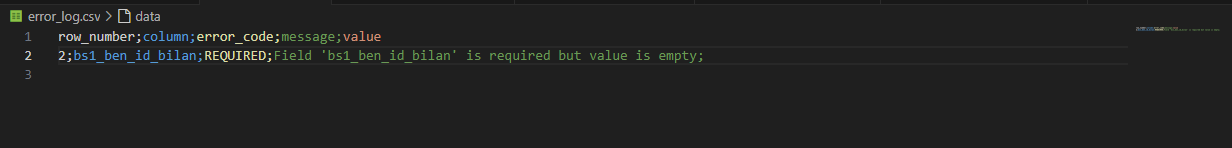 error_log.csv > data
1 row_number;column;error_code;message;value
2 2;bs1_ben_id_bilan;REQUIRED;Field 'bs1_ben_id_bilan' is required but value is empty;
3